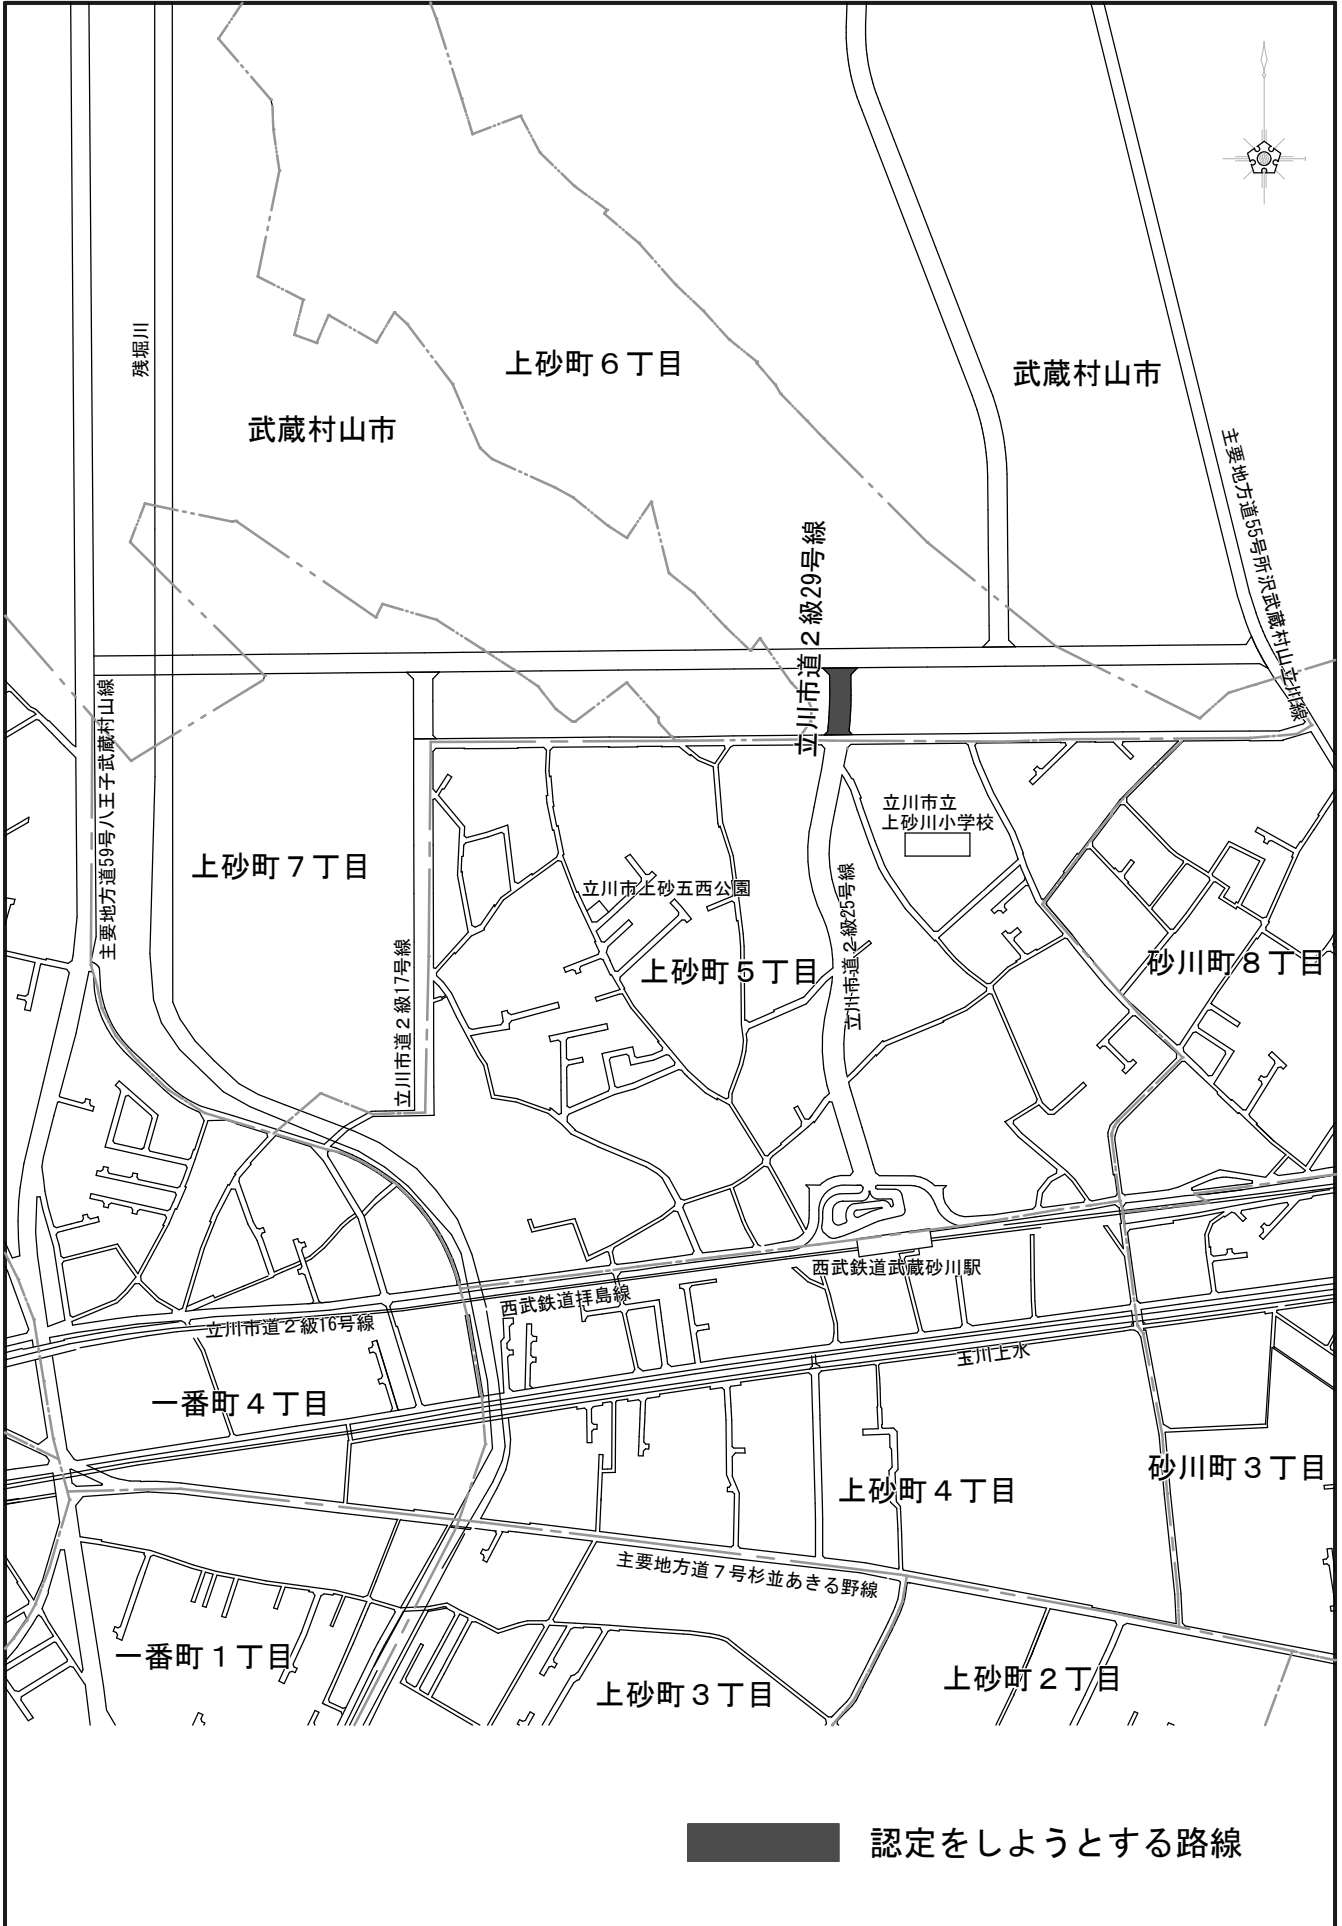 残堀川
上砂町６丁目
武蔵村山市
武蔵村山市
主要地方道55号所沢武蔵村山立川線
立川市道２級29号線
主要地方道59号八王子武蔵村山線
立川市立
上砂川小学校
上砂町７丁目
立川市上砂五西公園
立川市道２級25号線
立川市道２級17号線
上砂町５丁目
砂川町８丁目
西武鉄道武蔵砂川駅
西武鉄道拝島線
立川市道２級16号線
玉川上水
一番町４丁目
砂川町３丁目
上砂町４丁目
主要地方道７号杉並あきる野線
一番町１丁目
上砂町２丁目
上砂町３丁目
認定をしようとする路線